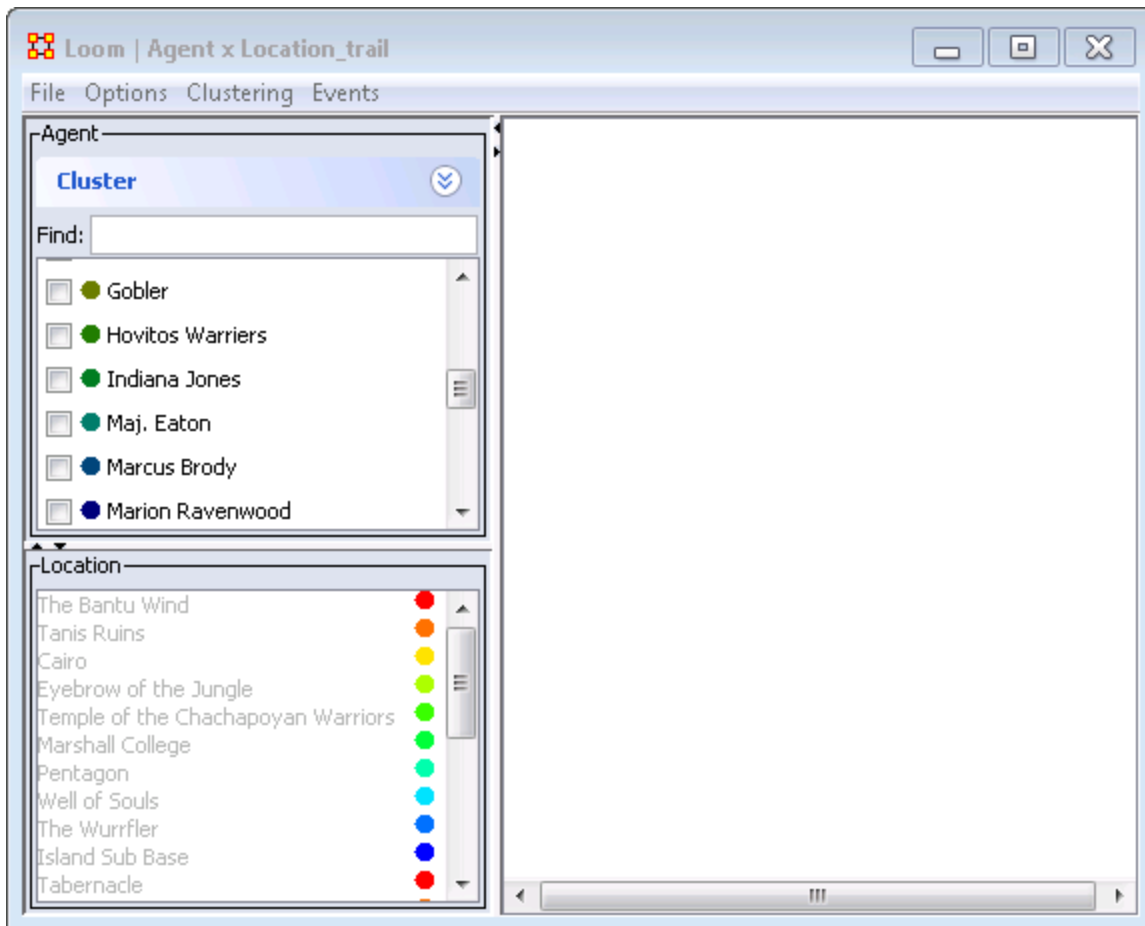 Loom | Agent x Location_trail
File Options Clustering Events
Agent
Cluster
Find:
Gobler
Hovitos Warriers
Indiana Jones
Maj. Eaton
Marcus Brody
Marion Ravenwood
Location
The Bantu Wind
Tanis Ruins
Cairo
Eyebrow of the Jungle
Temple of the Chachapoyan Warriors
Marshall College
Pentagon
Well of Souls
The Wurrfler
Island Sub Base
Tabernacle